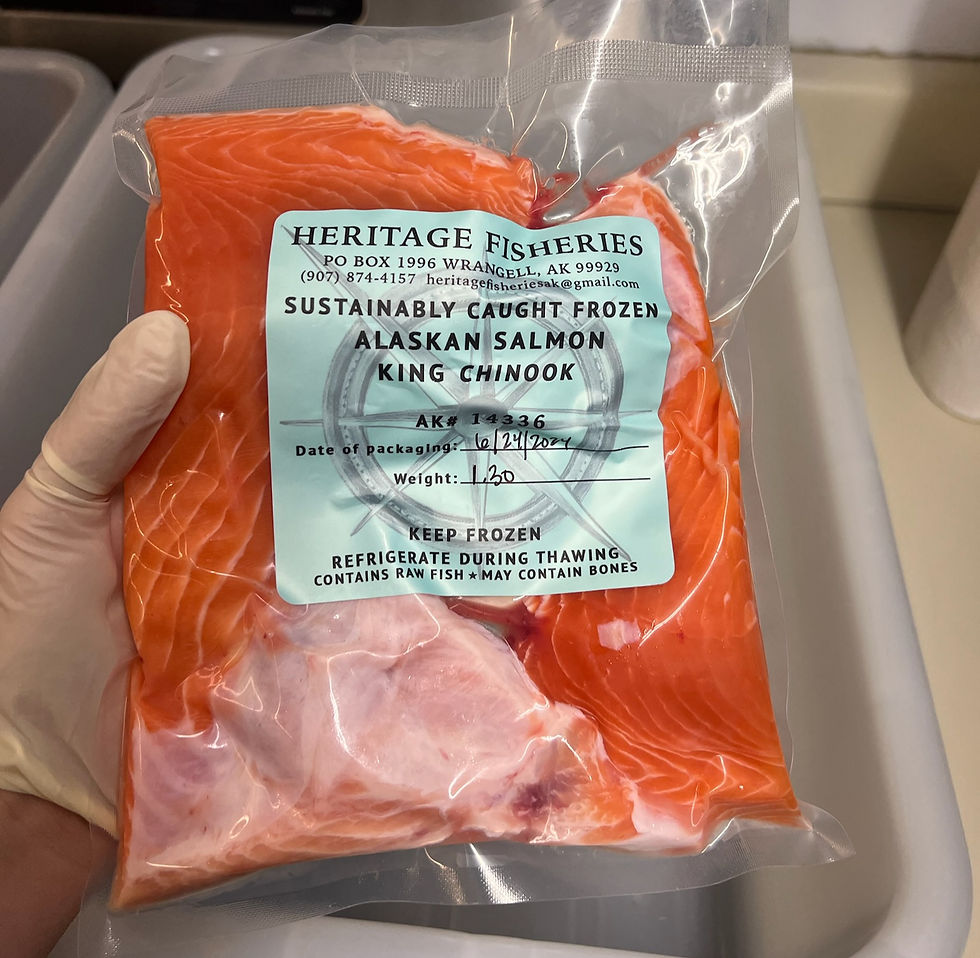 HERITAGE FISHERIES
PO BOX 1996 WRANGELL, AK 99929
(907) 874-4157 heritagefisheriesak@gmail.com
SUSTAINABLY CAUGHT FROZEN
ALASKAN SALMON
KING CHINOOK
AK# 14336
Date of packaging: 6/24/2024
Weight: 1.30
KEEP FROZEN
REFRIGERATE DURING THAWING
CONTAINS RAW FISH ★ MAY CONTAIN BONES